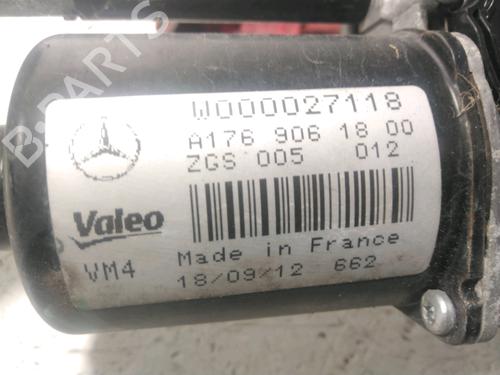 W000027118
A176 906 18 00
ZGS 005 012
Valeo
Made in France
VM4
18/09/12 662
B-Parts